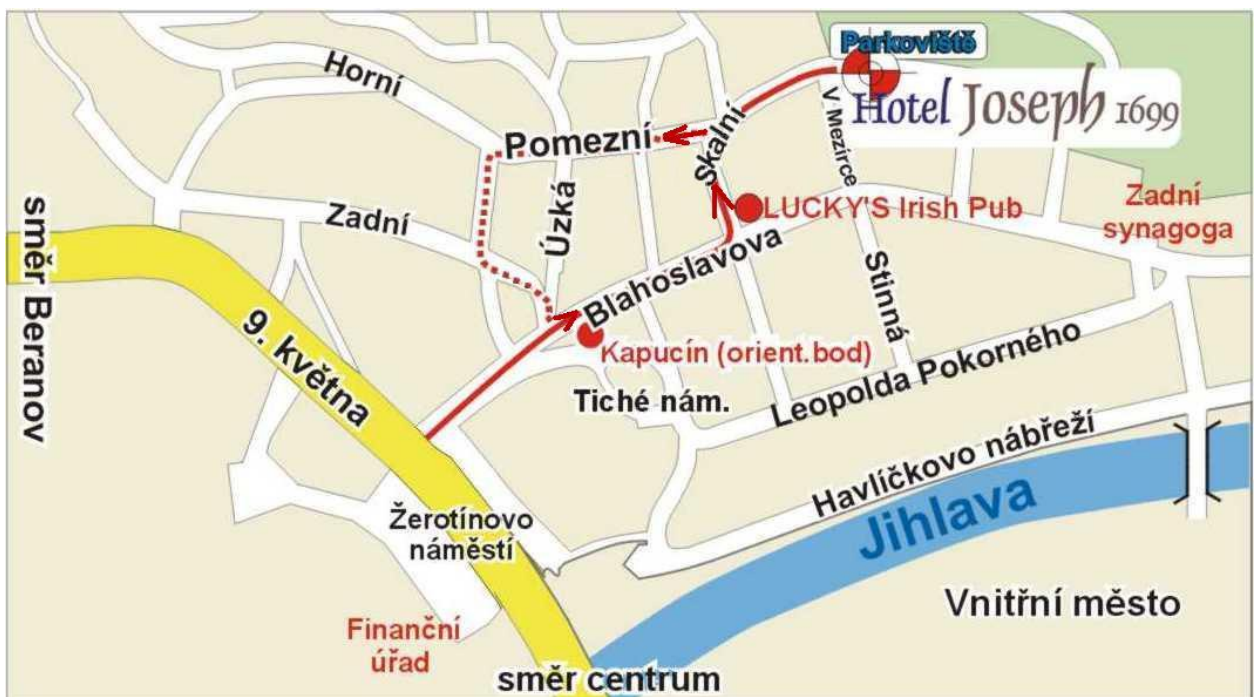 Parkoviště
Hotel Joseph 1699
Horní
Pomezní
Skalní
V Mezírce
Zadní
Úzká
LUCKY'S Irish Pub
Zadní
synagoga
směr Beranov
Blahoslavova
Stinná
9. května
Kapucín (orient.bod)
Tiché nám.
Leopolda Pokorného
Havlíčkovo nábřeží
Jihlava
Žerotínovo
náměstí
Vnitřní město
Finanční
úřad
směr centrum